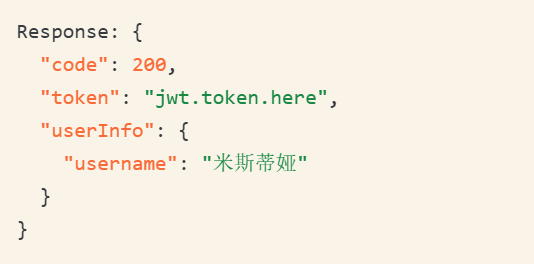 Response: {
  "code": 200,
  "token": "jwt.token.here",
  "userInfo": {
    "username": "米斯蒂娅"
  }
}